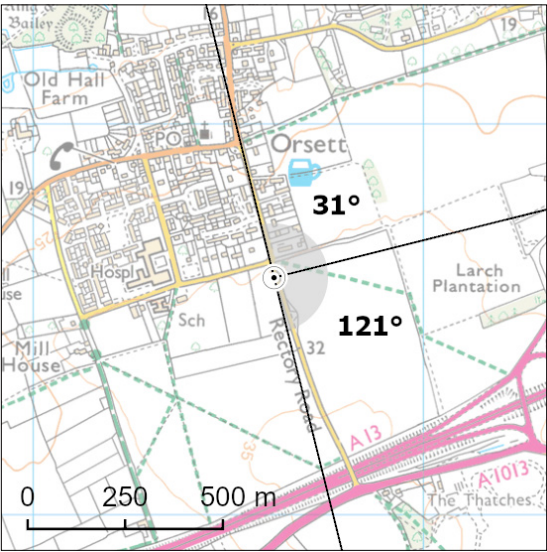 Bailey
19
Old Hall
Farm
PO
Orsett
19
31°
25
Hospl
Larch
Plantation
121°
Sch
Mill
House
32
Rectory Road
35
A 13
A 1013
0 250 500 m
The Thatches